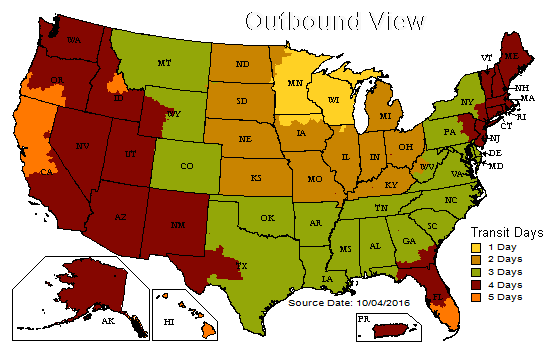 Outbound View
WA
MT
ND
MN
VT
ME
OR
ID
WY
SD
WI
MI
NY
NH
MA
RI
CT
NV
UT
CO
NE
IA
IL
IN
OH
PA
NJ
DE
MD
CA
KS
MO
KY
WV
VA
AZ
NM
OK
AR
TN
NC
SC
TX
LA
MS
AL
GA
FL
AK
HI
PR
Source Date: 10/04/2016
Transit Days
1 Day
2 Days
3 Days
4 Days
5 Days